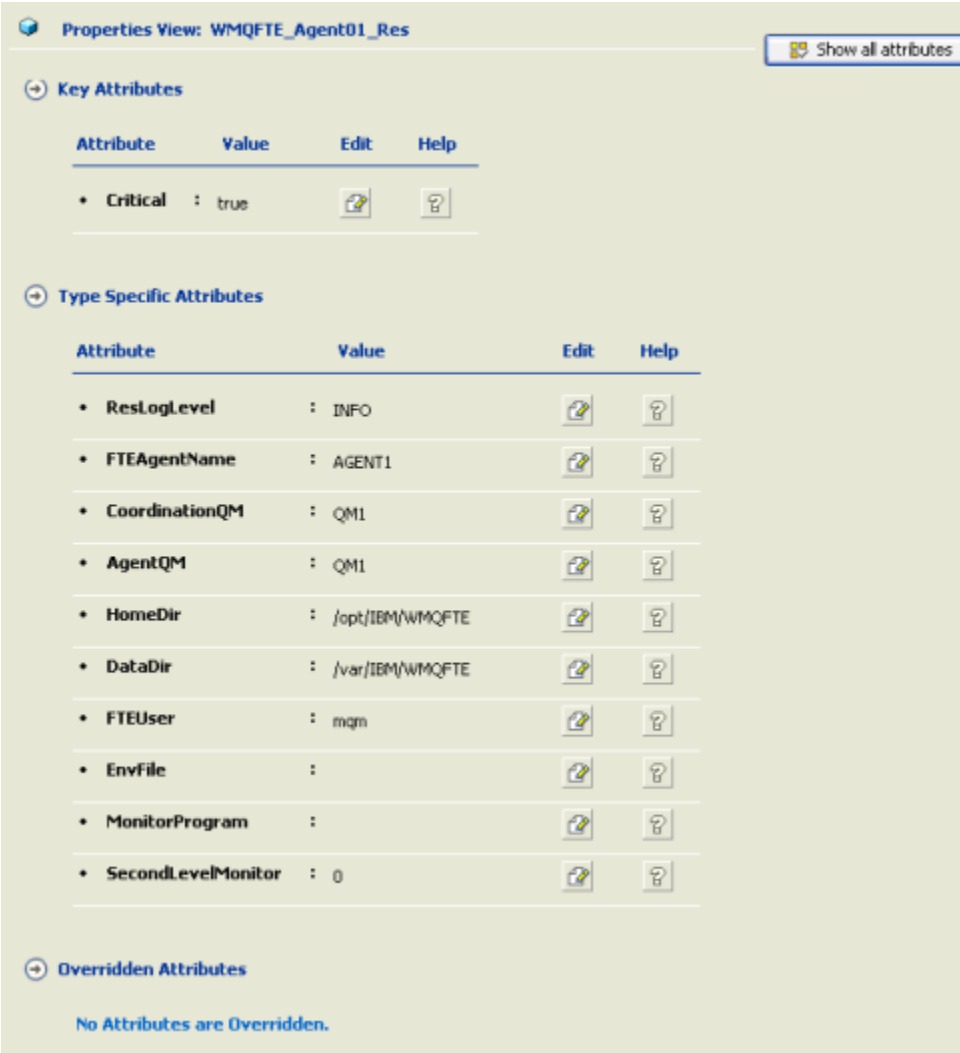 Properties View: WMQFTE_Agent01_Res
Show all attributes
Key Attributes
Attribute Value Edit Help
• Critical : true
Type Specific Attributes
Attribute Value Edit Help
• ResLogLevel : INFO
• FTEAgentName : AGENT1
• CoordinationQM : QM1
• AgentQM : QM1
• HomeDir : /opt/IBM/WMQFTE
• DataDir : /var/IBM/WMQFTE
• FTEUser : mqm
• EnvFile :
• MonitorProgram :
• SecondLevelMonitor : 0
Overridden Attributes
No Attributes are Overridden.